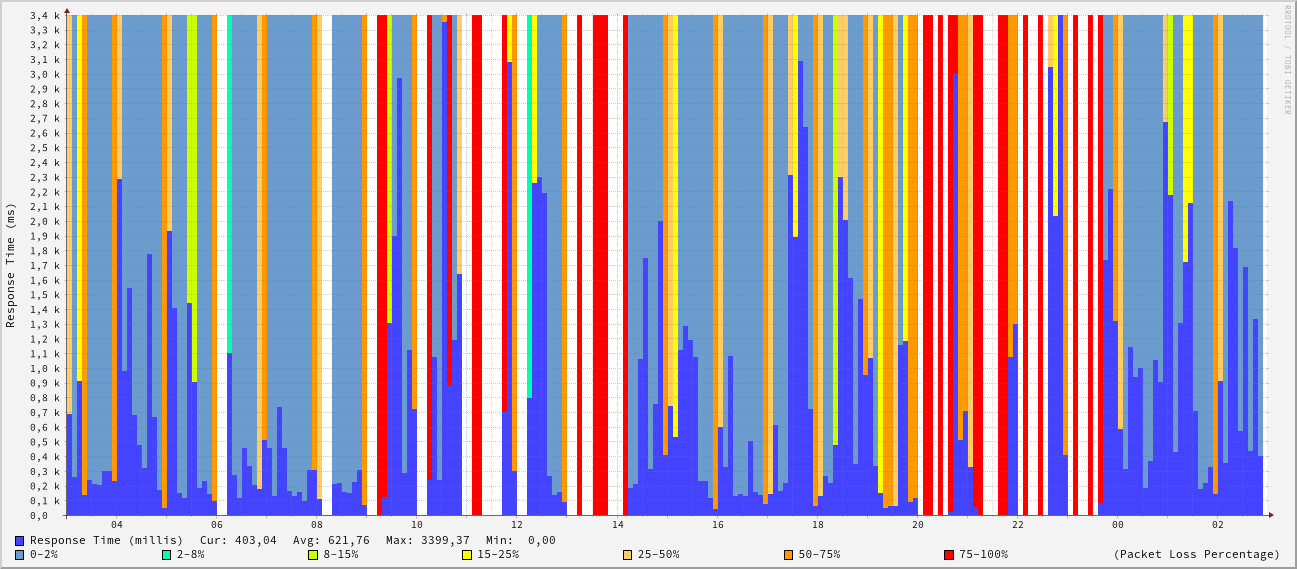 3,4 k
3,3 k
3,2 k
3,1 k
3,0 k
2,9 k
2,8 k
2,7 k
2,6 k
2,5 k
2,4 k
2,3 k
2,2 k
2,1 k
2,0 k
1,9 k
1,8 k
1,7 k
1,6 k
1,5 k
1,4 k
1,3 k
1,2 k
1,1 k
1,0 k
0,9 k
0,8 k
0,7 k
0,6 k
0,5 k
0,4 k
0,3 k
0,2 k
0,1 k
0,0
Response Time (ms)
RRDTOOL / TOBI OETIKER
04 06 08 10 12 14 16 18 20 22 00 02
Response Time (millis) Cur: 403,04 Avg: 621,76 Max: 3399,37 Min: 0,00
0-2% 2-8% 8-15% 15-25% 25-50% 50-75% 75-100% (Packet Loss Percentage)